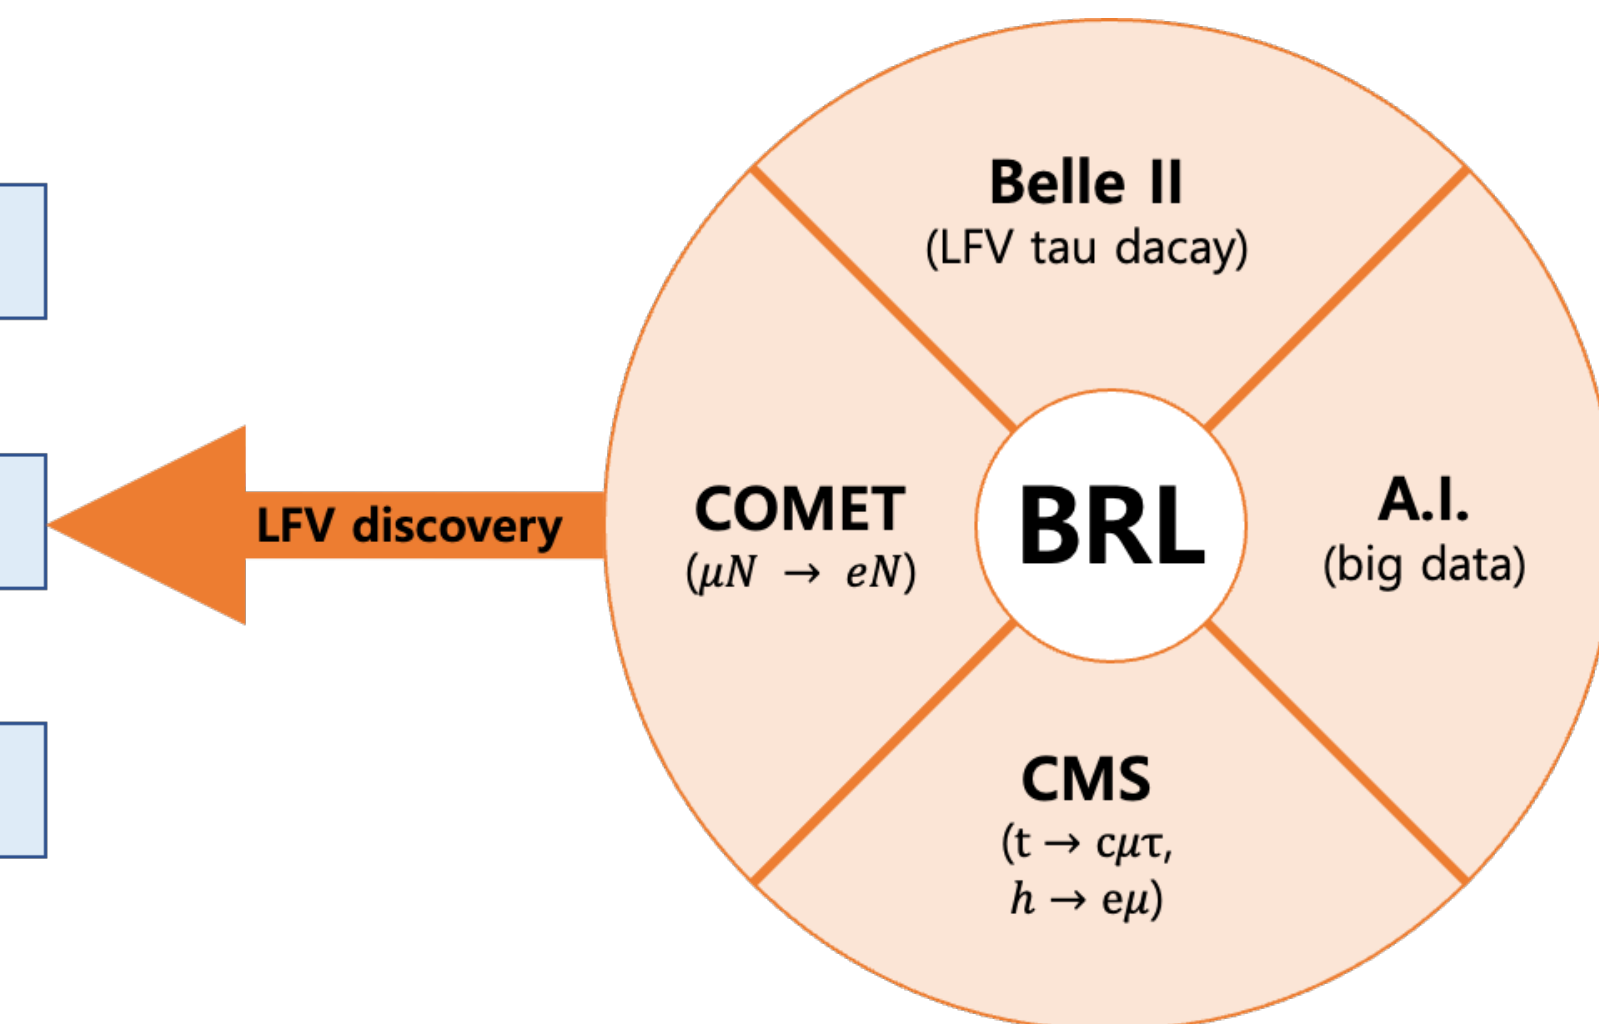 Belle II
(LFV tau dacay)
LFV discovery
COMET
(μN → eN)
BRL
A.I.
(big data)
CMS
(t → cμτ,
h → eμ)